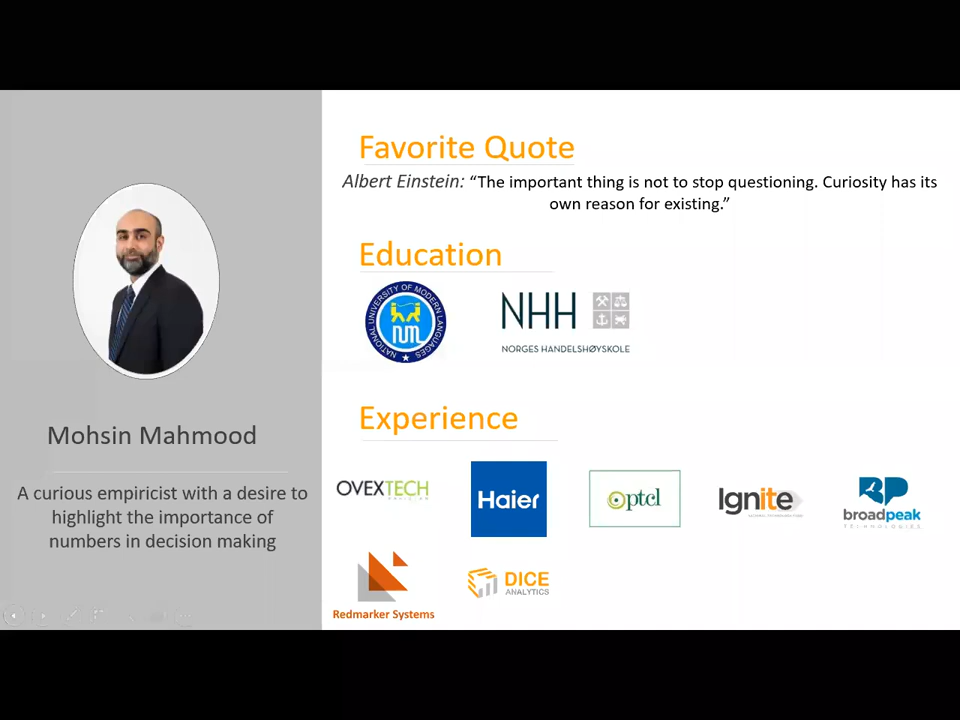 Favorite Quote
Albert Einstein: “The important thing is not to stop questioning. Curiosity has its
own reason for existing.”
Education
NATIONAL UNIVERSITY OF MODERN LANGUAGES
NUML
NHH
NORGES HANDELSHØYSKOLE
Mohsin Mahmood
A curious empiricist with a desire to
highlight the importance of
numbers in decision making
Experience
OVEXTECH
Haier
ptcl
Ignite
broadpeak
TECHNOLOGIES
Redmarker Systems
DICE
ANALYTICS